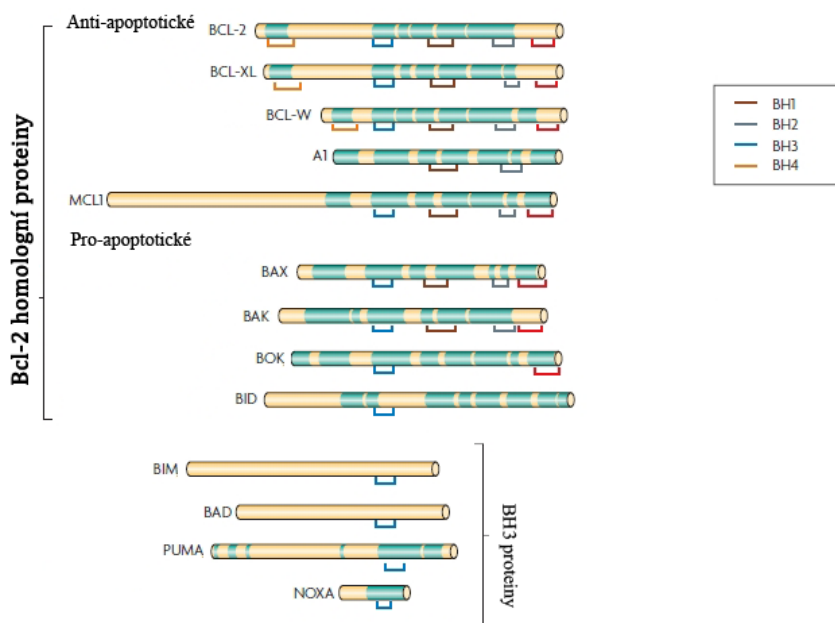 Anti-apoptotické
BCL-2
BCL-XL
BCL-W
A1
MCL1
Pro-apoptotické
BAX
BAK
BOK
BID
Bcl-2 homologní proteiny
BIM
BAD
PUMA
NOXA
BH3 proteiny
BH1
BH2
BH3
BH4